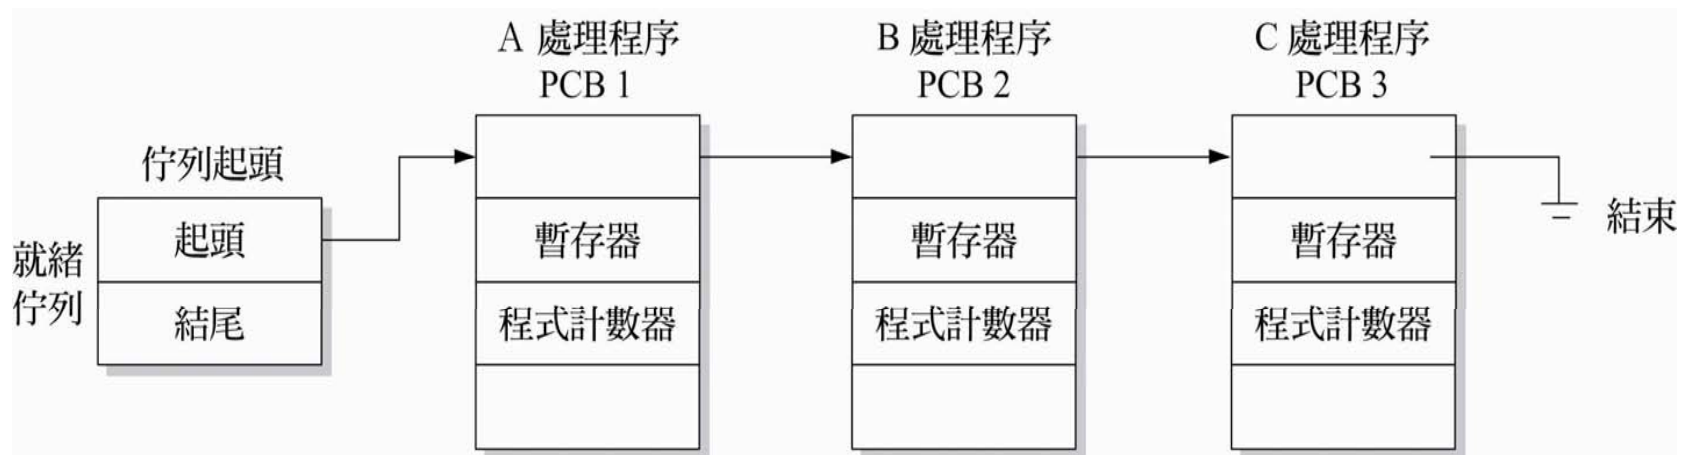 A 處理程序
PCB 1
B 處理程序
PCB 2
C 處理程序
PCB 3
佇列起頭
就緒
佇列
起頭
結尾
暫存器
程式計數器
暫存器
程式計數器
暫存器
程式計數器
結束